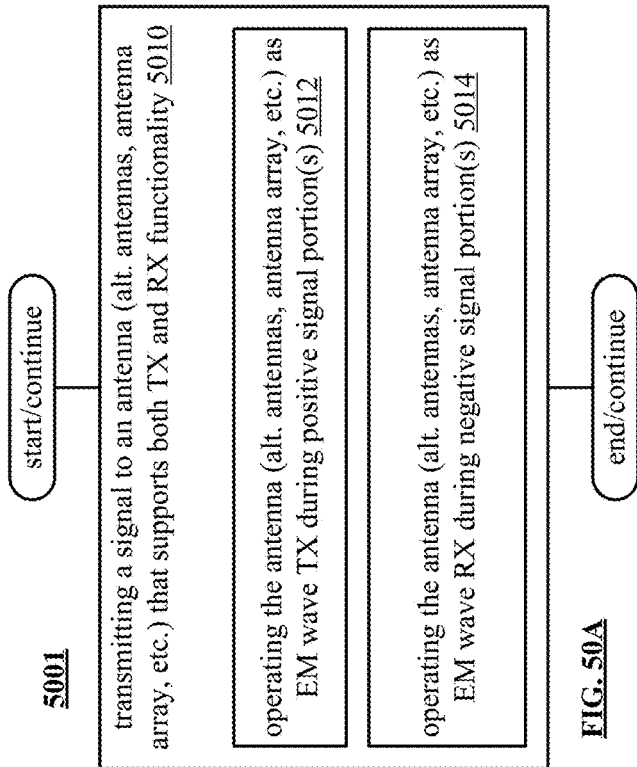 5001
start/continue
transmitting a signal to an antenna (alt. antennas, antenna
array, etc.) that supports both TX and RX functionality 5010
operating the antenna (alt. antennas, antenna array, etc.) as
EM wave TX during positive signal portion(s) 5012
operating the antenna (alt. antennas, antenna array, etc.) as
EM wave RX during negative signal portion(s) 5014
end/continue
FIG. 50A